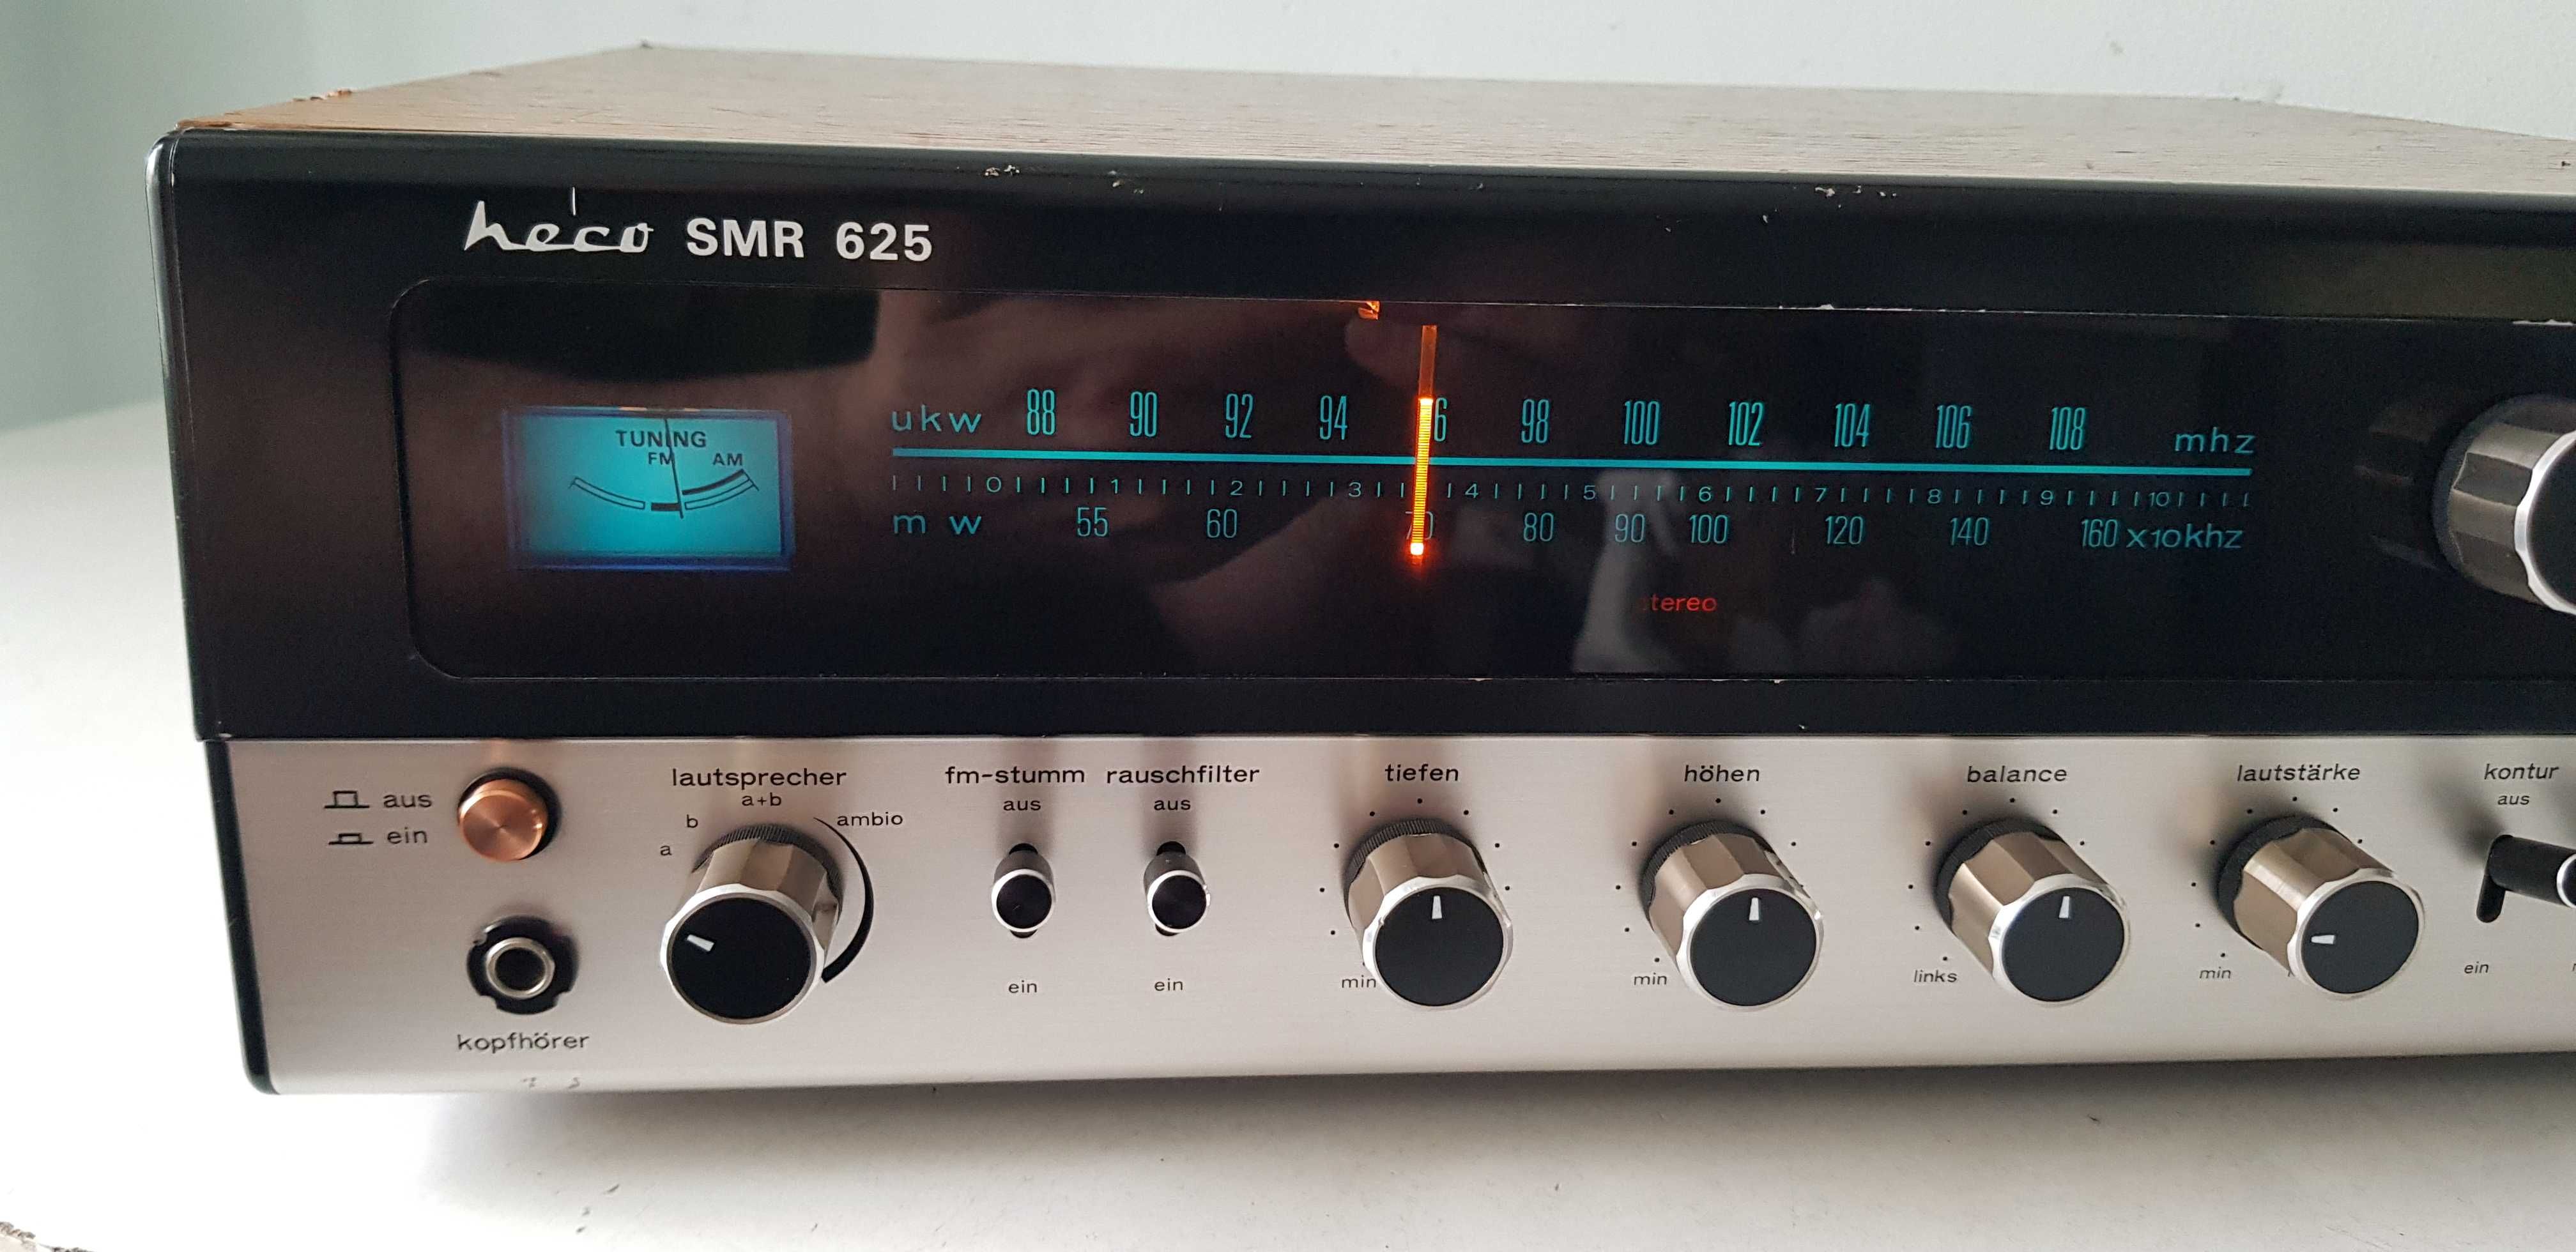 heco SMR 625
TUNING
FM AM
ukw 88 90 92 94 98 100 102 104 106 108 mhz
0 1 2 3 4 5 6 7 8 9 10
mw 55 60 70 80 90 100 120 140 160 x10khz
aus
ein
kopfhörer
lautsprecher
a b a+b ambio
fm-stumm
aus
ein
rauschfilter
aus
ein
tiefen
min
höhen
min
balance
links
lautstärke
min
kontur
aus
ein